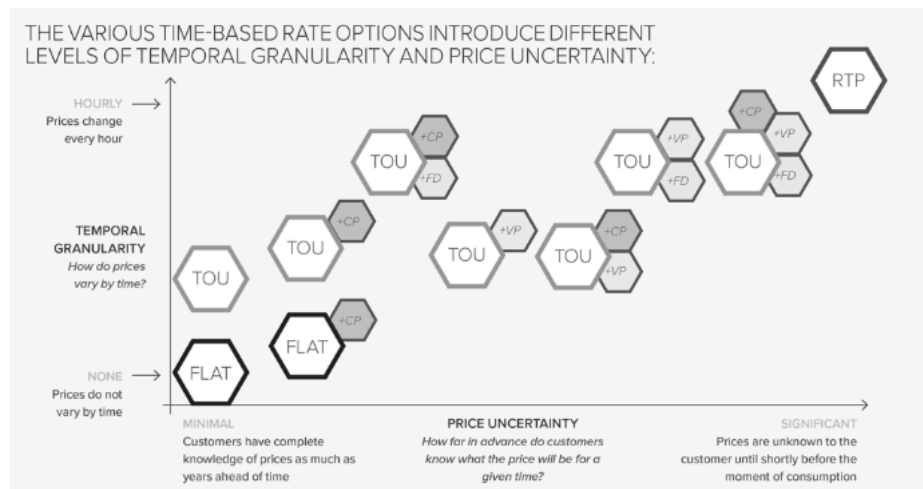 THE VARIOUS TIME-BASED RATE OPTIONS INTRODUCE DIFFERENT
LEVELS OF TEMPORAL GRANULARITY AND PRICE UNCERTAINTY:
HOURLY
Prices change
every hour
TEMPORAL
GRANULARITY
How do prices
vary by time?
NONE
Prices do not
vary by time
RTP
TOU
+CP
+FD
TOU
+VP
+FD
TOU
+CP
+VP
+FD
TOU
+CP
TOU
TOU
+VP
TOU
+CP
+VP
FLAT
+CP
FLAT
MINIMAL
Customers have complete
knowledge of prices as much as
years ahead of time
PRICE UNCERTAINTY
How far in advance do customers
know what the price will be for a
given time?
SIGNIFICANT
Prices are unknown to the
customer until shortly before the
moment of consumption